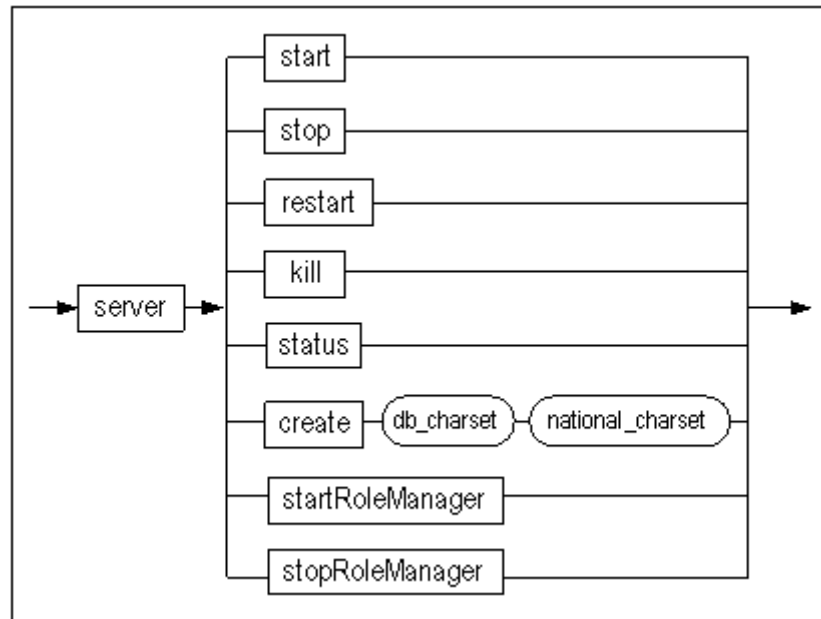 start
stop
restart
kill
server
status
create db_charset national_charset
startRoleManager
stopRoleManager